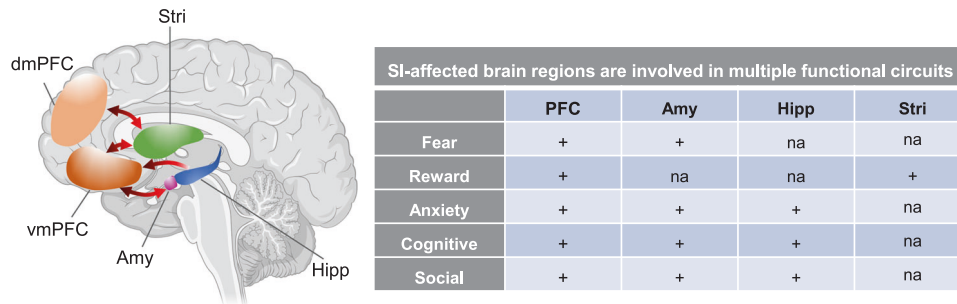 Stri
dmPFC
vmPFC
Amy
Hipp
SI-affected brain regions are involved in multiple functional circuits
PFC Amy Hipp Stri
Fear + + na na
Reward + na na +
Anxiety + + + na
Cognitive + + + na
Social + + + na